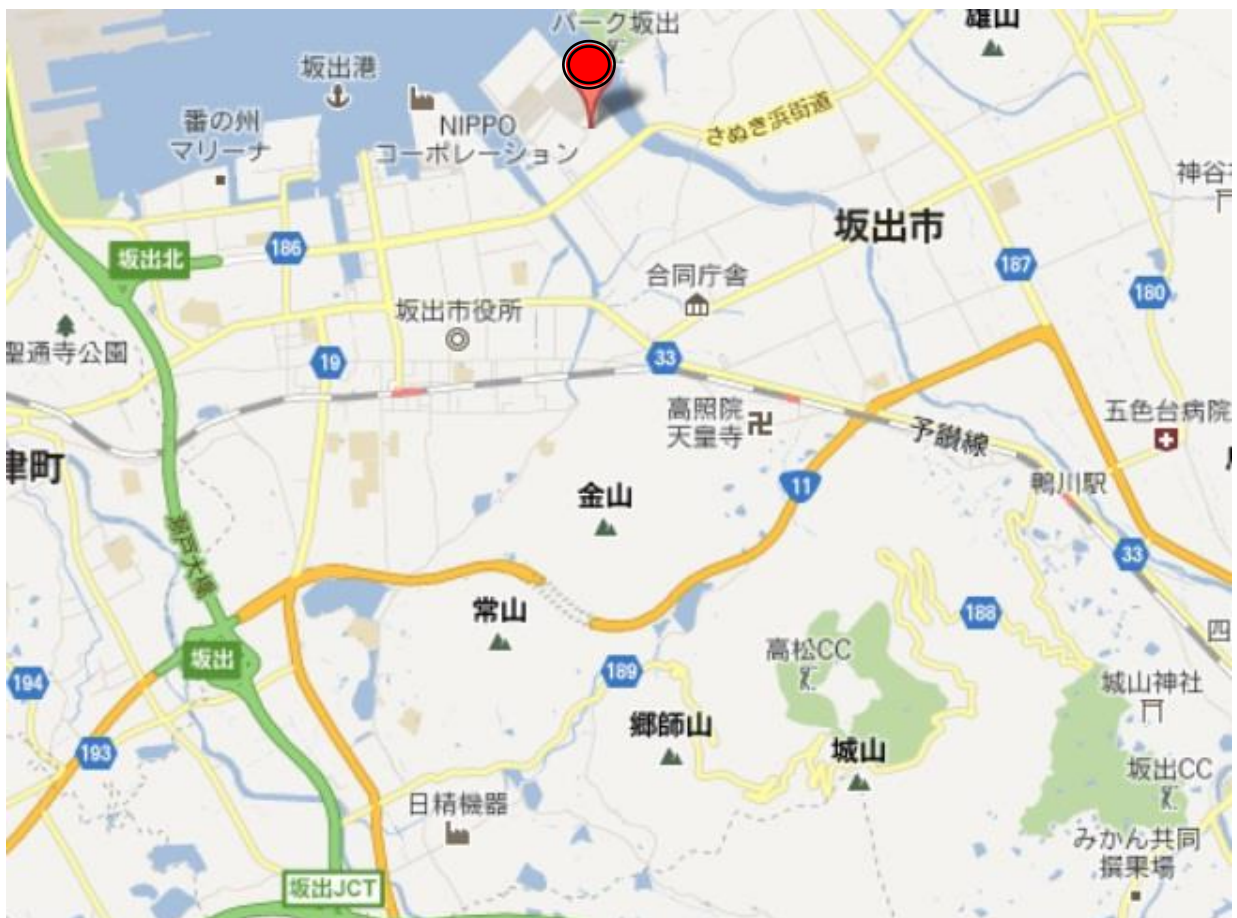 パーク坂出
雄山
坂出港
番の州
マリーナ
NIPPO
コーポレーション
さぬき浜街道
神谷
坂出市
186
坂出北
合同庁舎
187
180
坂出市役所
聖通寺公園
19
33
高照院
天皇寺
予讃線
五色台病院
津町
金山
11
鴨川駅
瀬戸大橋
33
常山
188
四
坂出
高松CC
189
194
城山神社
郷師山
城山
193
坂出CC
日精機器
みかん共同
撰果場
坂出JCT